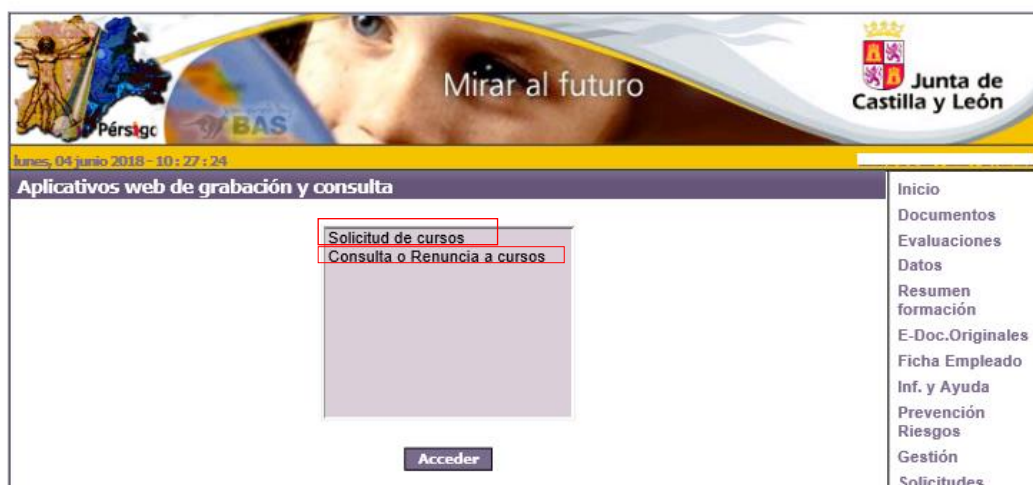 Mirar al futuro
Junta de
Castilla y León
Pérsigo
BAS
lunes, 04 junio 2018 - 10 : 27 : 24
Aplicativos web de grabación y consulta
Solicitud de cursos
Consulta o Renuncia a cursos
Acceder
Inicio
Documentos
Evaluaciones
Datos
Resumen
formación
E-Doc.Originales
Ficha Empleado
Inf. y Ayuda
Prevención
Riesgos
Gestión
Solicitudes